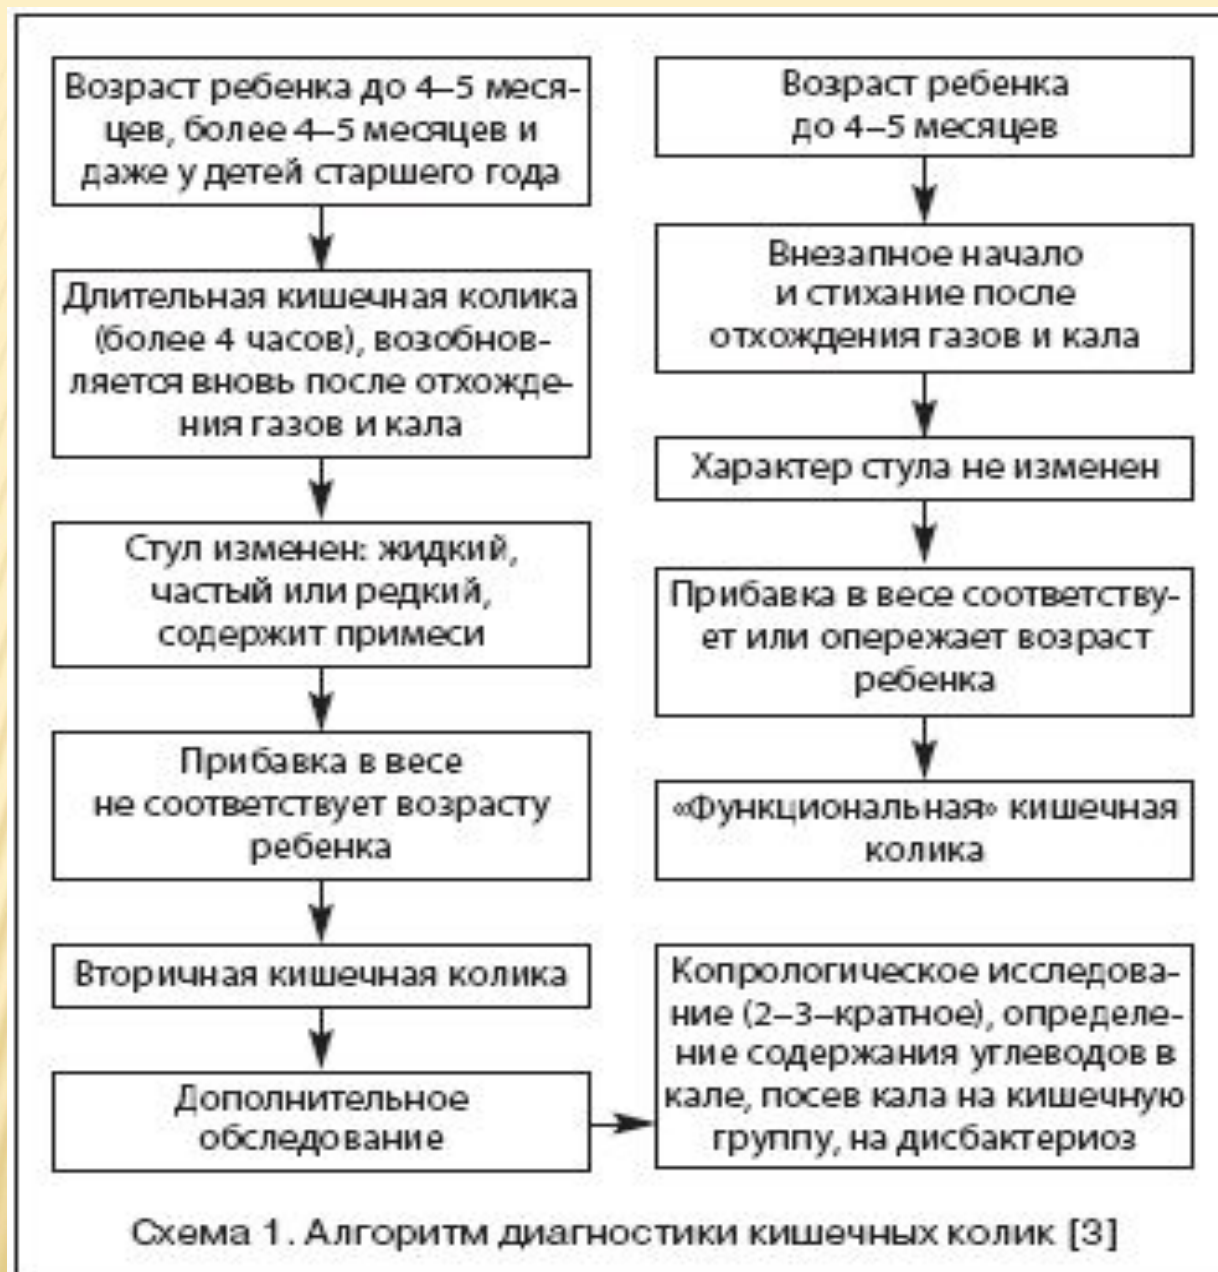 Возраст ребенка до 4–5 меся-
цев, более 4–5 месяцев и
даже у детей старшего года
Длительная кишечная колика
(более 4 часов), возобнов-
ляется вновь после отхожде-
ния газов и кала
Стул изменен: жидкий,
частый или редкий,
содержит примеси
Прибавка в весе
не соответствует возрасту
ребенка
Вторичная кишечная колика
Дополнительное
обследование
Возраст ребенка
до 4–5 месяцев
Внезапное начало
и стихание после
отхождения газов и кала
Характер стула не изменен
Прибавка в весе соответству-
ет или опережает возраст
ребенка
«Функциональная» кишечная
колика
Копрологическое исследова-
ние (2–3–кратное), определе-
ние содержания углеводов в
кале, посев кала на кишечную
группу, на дисбактериоз
Схема 1. Алгоритм диагностики кишечных колик [3]